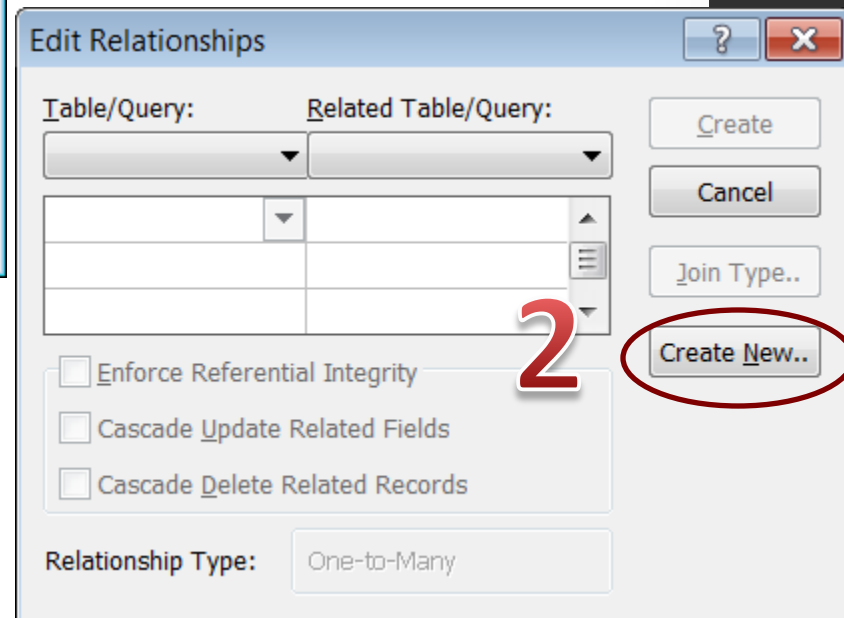 Edit Relationships ?
Table/Query: Related Table/Query:
Create
Cancel
Join Type..
2
Create New..
Enforce Referential Integrity
Cascade Update Related Fields
Cascade Delete Related Records
Relationship Type: One-to-Many